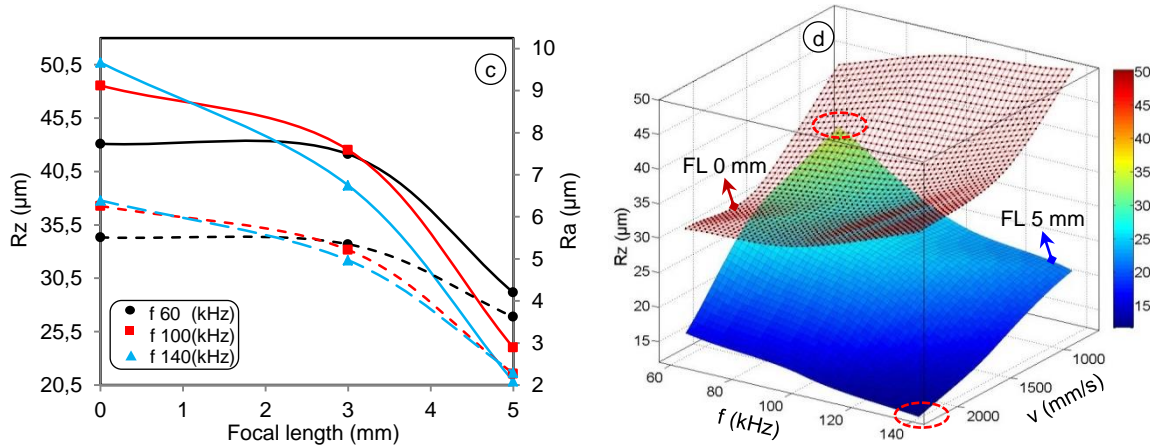 c
Rz (µm)
50,5
45,5
40,5
35,5
30,5
25,5
20,5
Ra (µm)
10
9
8
7
6
5
4
3
2
f 60 (kHz)
f 100(kHz)
f 140(kHz)
0 1 2 3 4 5
Focal length (mm)
d
Rz (µm)
50
45
40
35
30
25
20
15
FL 0 mm
FL 5 mm
60 80 100 120 140
f (kHz)
2000 1500 1000
v (mm/s)
50
45
40
35
30
25
20
15